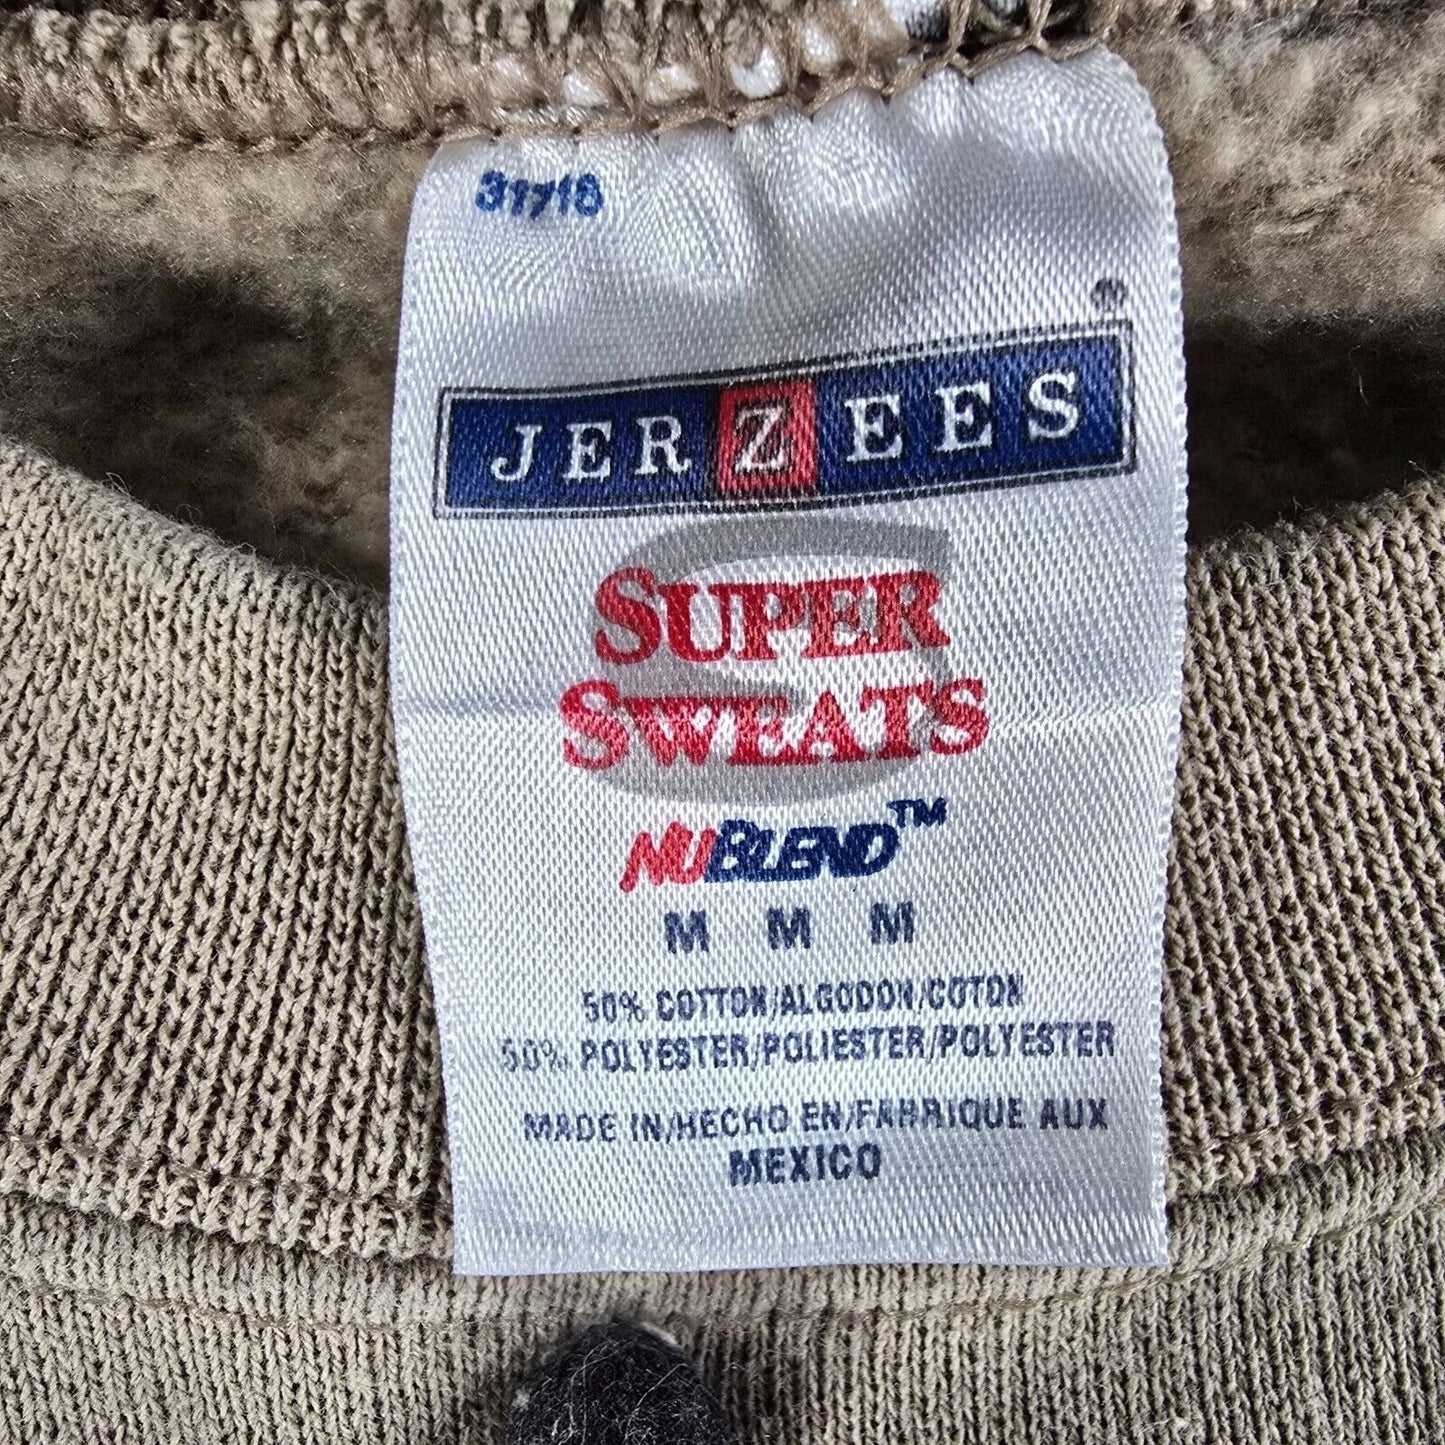 31718
®
JERZEES
SUPER
SWEATS
NUBLEND™
M M M
50% COTTON/ALGODON/COTON
50% POLYESTER/POLIESTER/POLYESTER
MADE IN/HECHO EN/FABRIQUE AUX
MEXICO